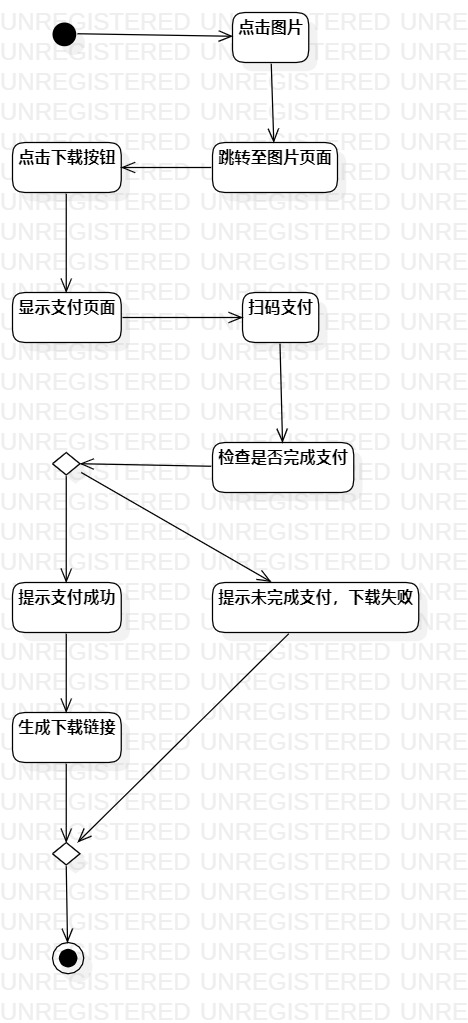 点击图片
点击下载按钮
跳转至图片页面
显示支付页面
扫码支付
检查是否完成支付
提示支付成功
提示未完成支付，下载失败
生成下载链接
UNREGISTERED